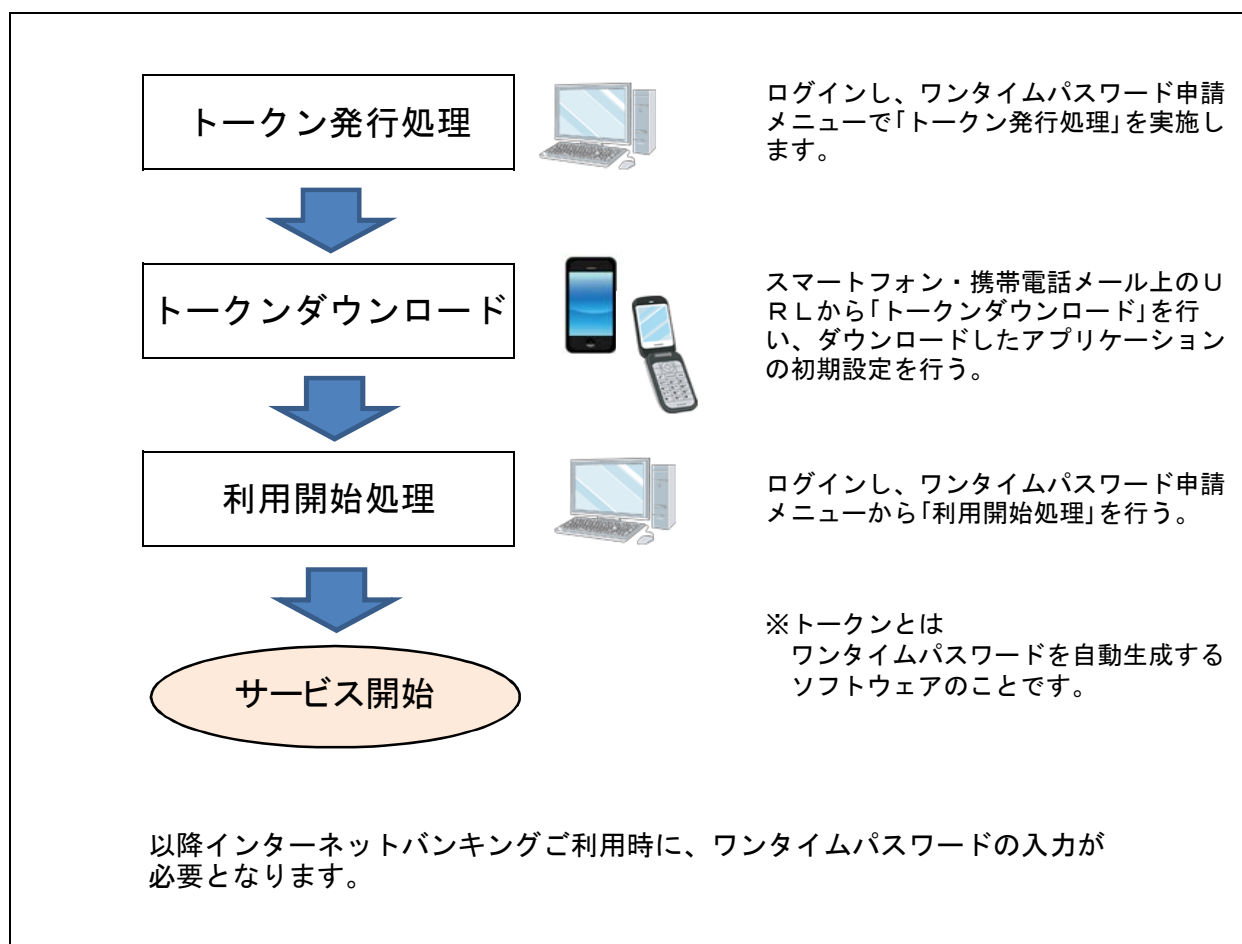 トークン発行処理
ログインし、ワンタイムパスワード申請
メニューで「トークン発行処理」を実施し
ます。
トークンダウンロード
スマートフォン・携帯電話メール上のU
RLから「トークンダウンロード」を行
い、ダウンロードしたアプリケーション
の初期設定を行う。
利用開始処理
ログインし、ワンタイムパスワード申請
メニューから「利用開始処理」を行う。
サービス開始
※トークンとは
ワンタイムパスワードを自動生成する
ソフトウェアのことです。
以降インターネットバンキングご利用時に、ワンタイムパスワードの入力が
必要となります。